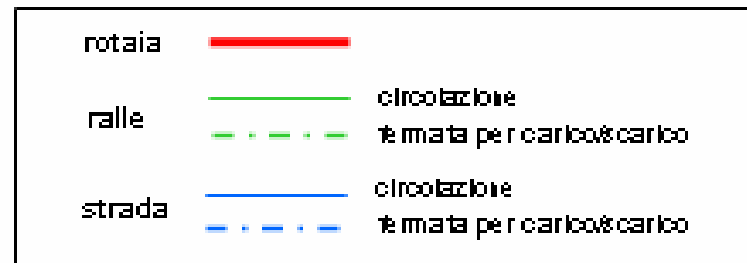 rotaia
circolazione
ralle
fermata per carico/scarico
circolazione
strada
fermata per carico/scarico